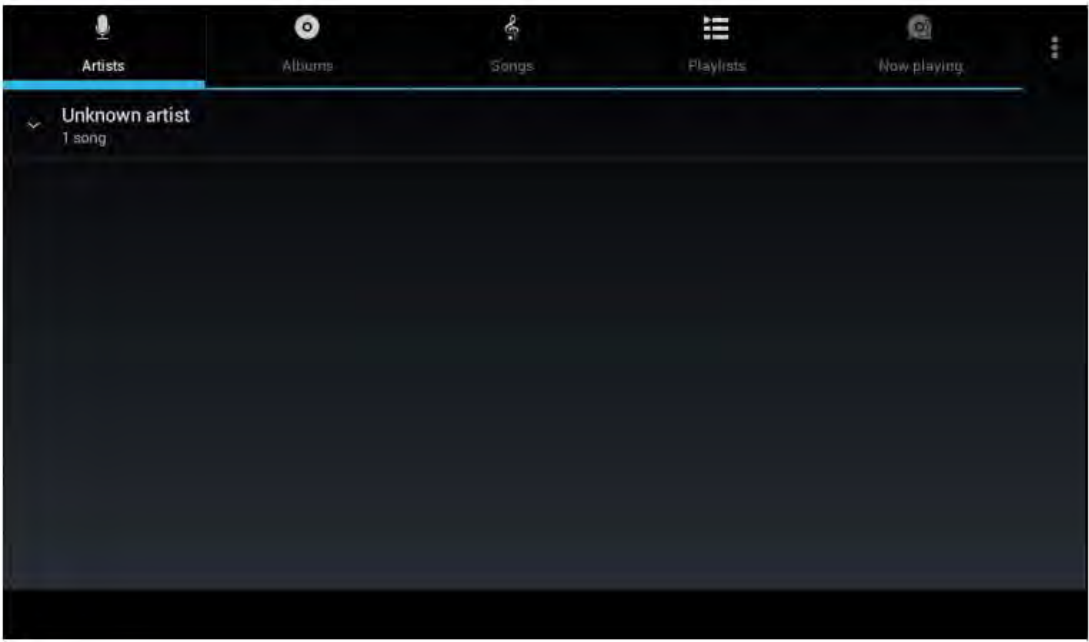 Artists
Albums
Songs
Playlists
Now playing
Unknown artist
1 song